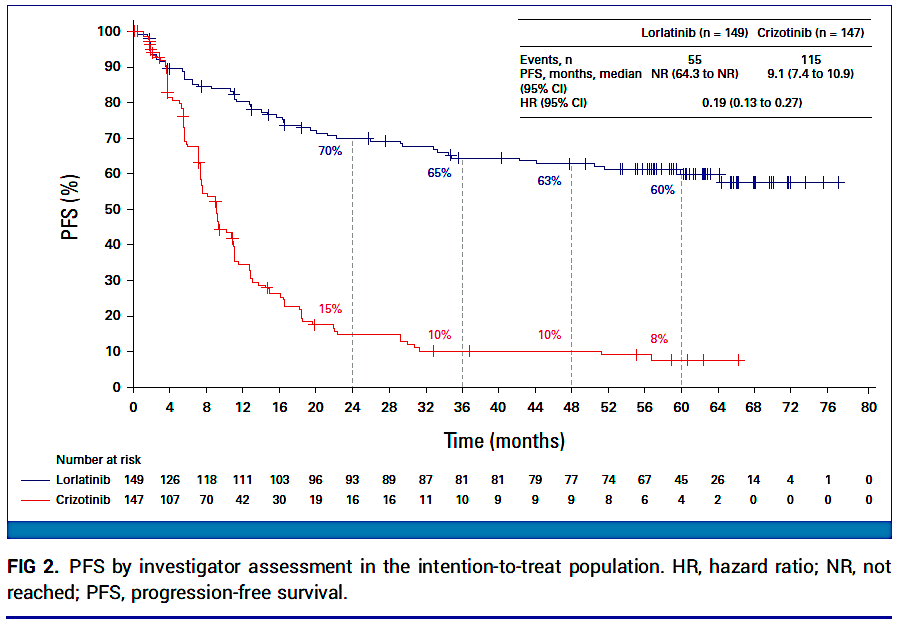 Lorlatinib (n = 149) Crizotinib (n = 147)
Events, n 55 115
PFS, months, median NR (64.3 to NR) 9.1 (7.4 to 10.9)
(95% CI)
HR (95% CI) 0.19 (0.13 to 0.27)
PFS (%)
100
90
80
70
60
50
40
30
20
10
0
70%
65%
63%
60%
15%
10%
10%
8%
0 4 8 12 16 20 24 28 32 36 40 44 48 52 56 60 64 68 72 76 80
Time (months)
Number at risk
Lorlatinib 149 126 118 111 103 96 93 89 87 81 81 79 77 74 67 45 26 14 4 1 0
Crizotinib 147 107 70 42 30 19 16 16 11 10 9 9 9 8 6 4 2 0 0 0 0
FIG 2. PFS by investigator assessment in the intention-to-treat population. HR, hazard ratio; NR, not
reached; PFS, progression-free survival.